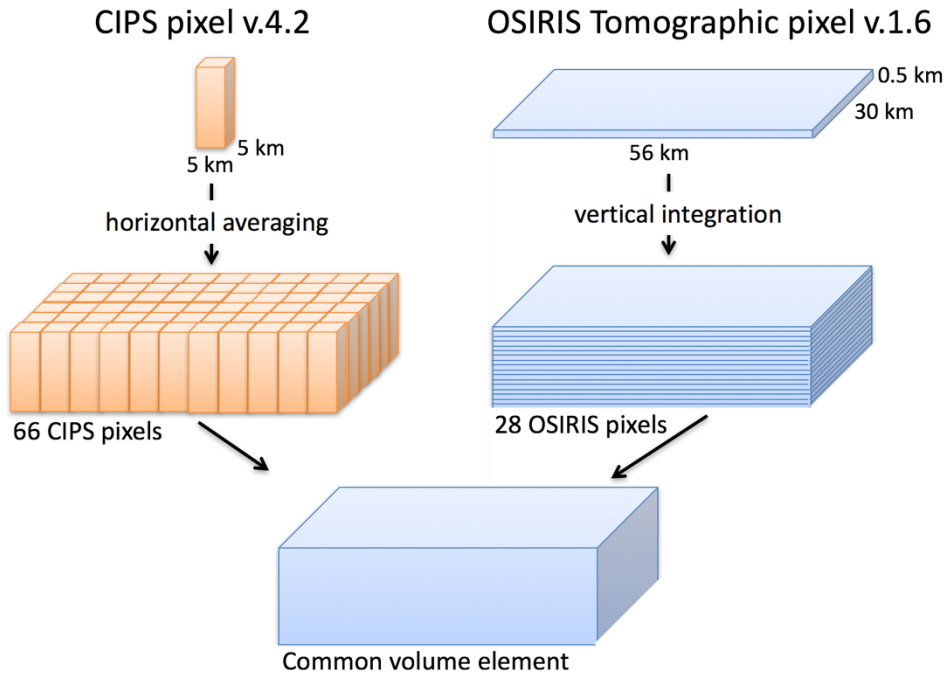 CIPS pixel v.4.2
5 km
5 km
horizontal averaging
66 CIPS pixels
OSIRIS Tomographic pixel v.1.6
0.5 km
30 km
56 km
vertical integration
28 OSIRIS pixels
Common volume element